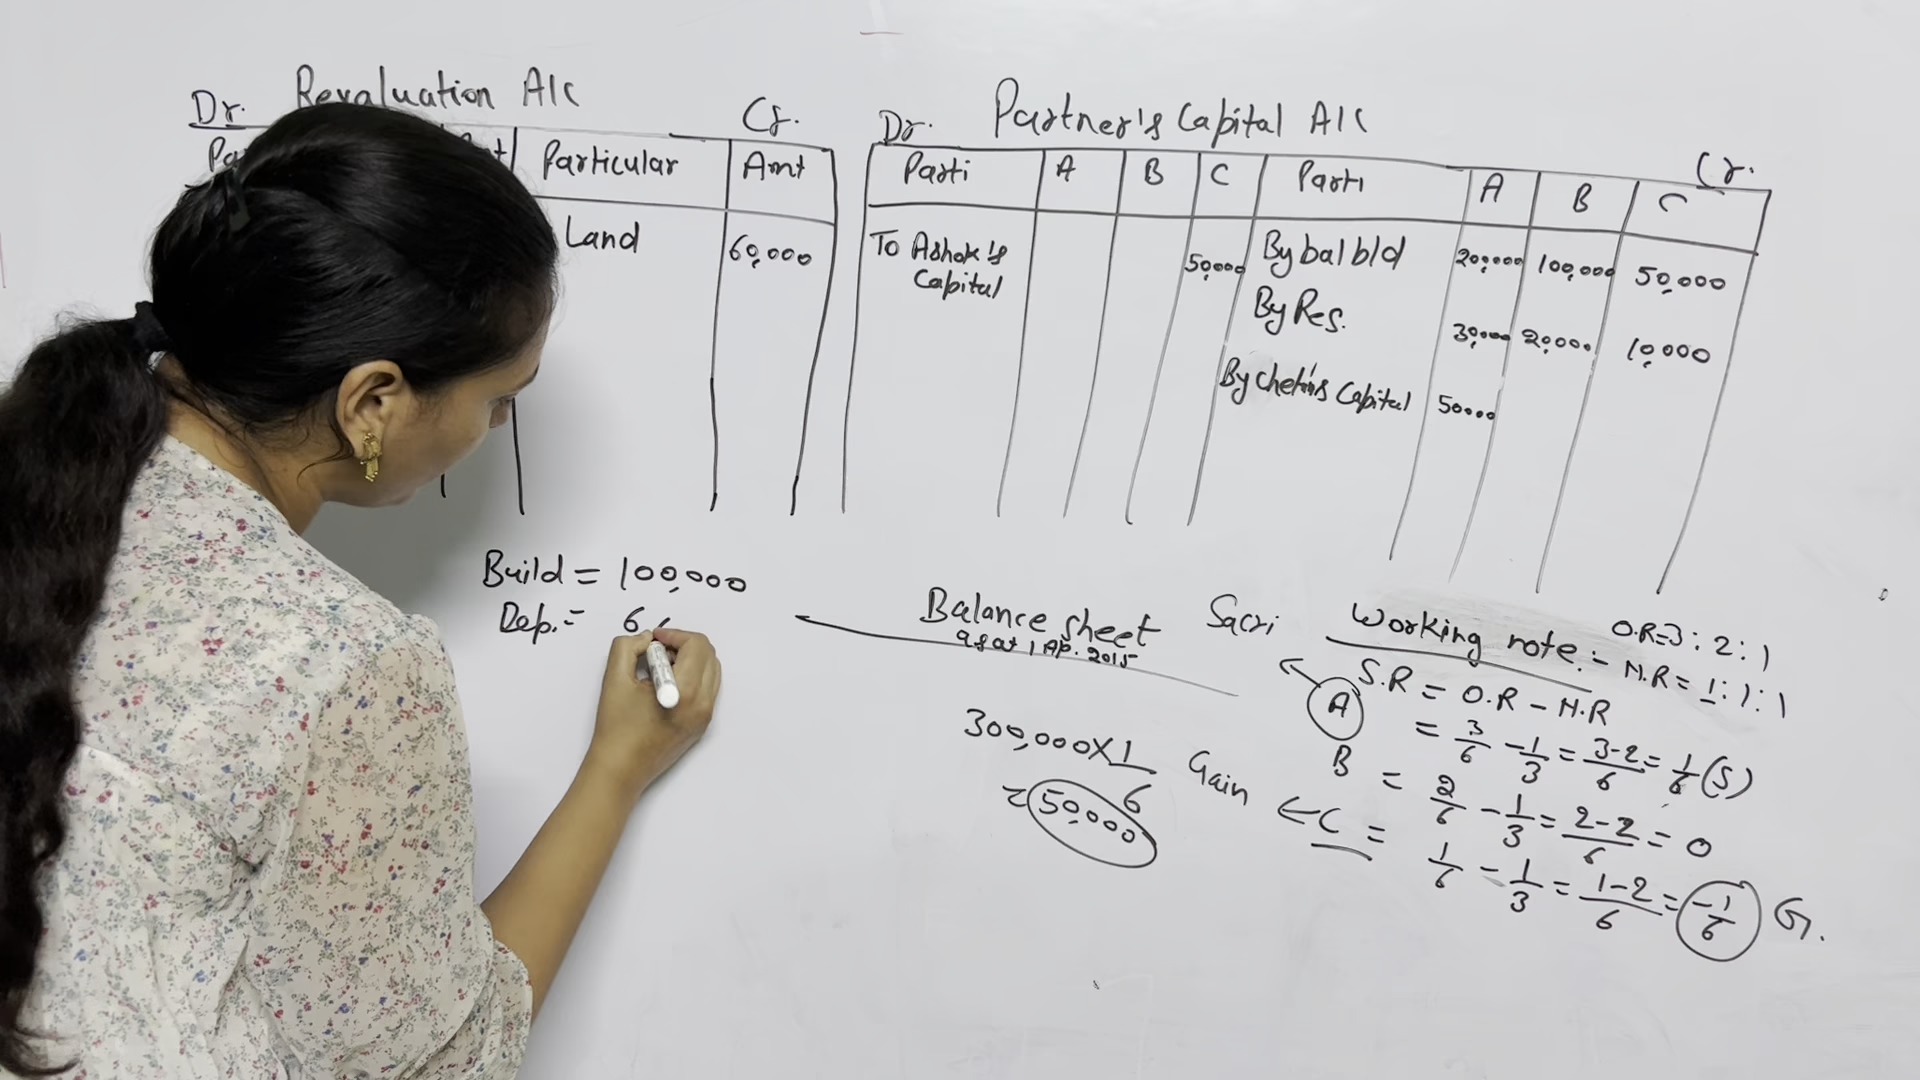 Dr. Revaluation A/C Cr.
Particular Amt
Land 60,000
Dr. Partner's Capital A/C Cr.
Parti A B C Parti A B C
To Ashok's Capital 50,000 By bal b/d 200,000 100,000 50,000
By Res. 30,000 20,000 10,000
By Chetin's Capital 50000
Build = 100,000
Dep. = 6
Balance sheet
as at 1 Ap. 2015
300,000 X 1/6
= 50,000
Sacri
Gain
Working note :-
O.R = 3 : 2 : 1
N.R = 1 : 1 : 1
S.R = O.R - N.R
A = 3/6 - 1/3 = 3-2/6 = 1/6 (S)
B = 2/6 - 1/3 = 2-2/6 = 0
C = 1/6 - 1/3 = 1-2/6 = -1/6 G.